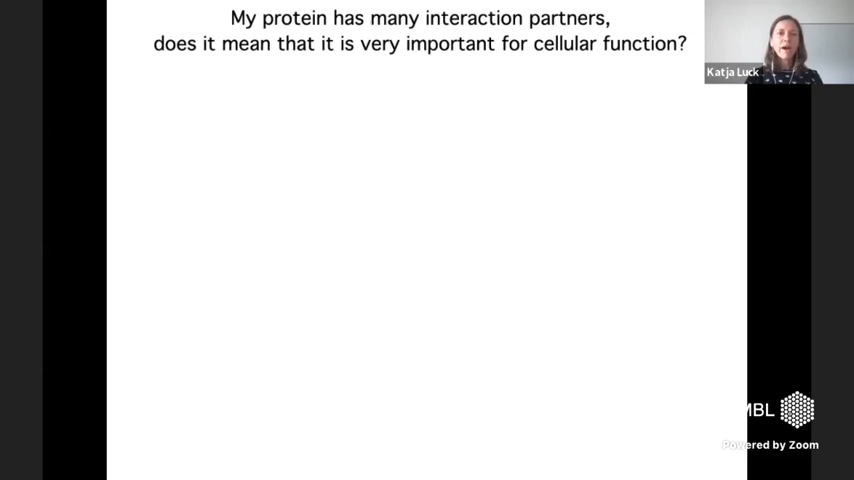 My protein has many interaction partners,
does it mean that it is very important for cellular function?
Katja Luck
MBL
Powered by Zoom